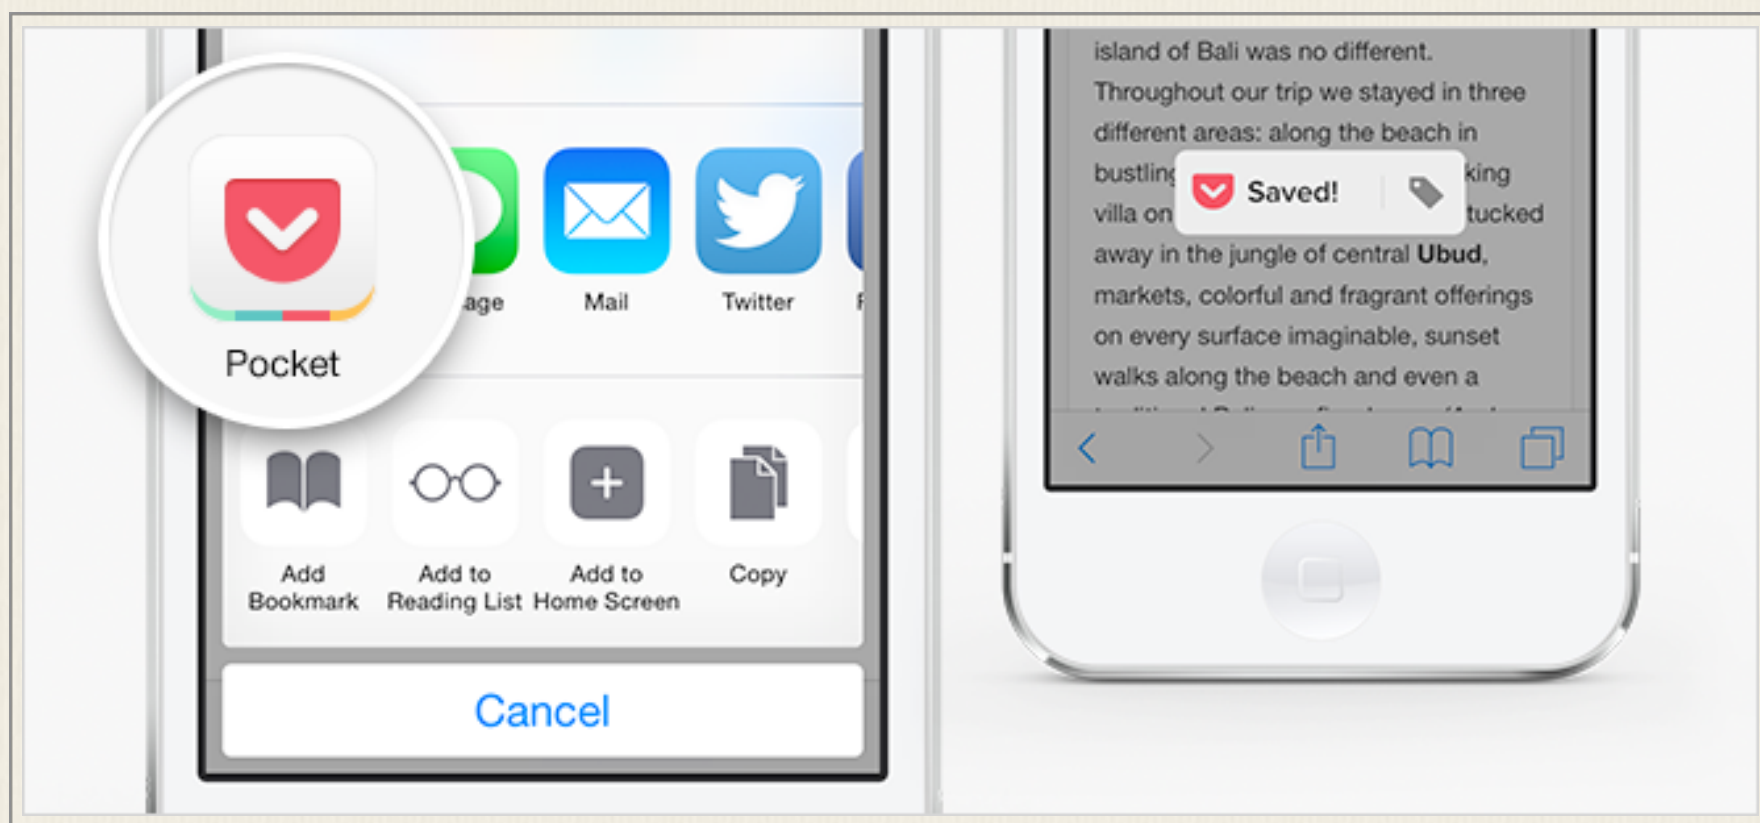 Pocket
age
Mail
Twitter
Add
Bookmark
Add to
Reading List
Add to
Home Screen
Copy
Cancel
island of Bali was no different.
Throughout our trip we stayed in three
different areas: along the beach in
bustling king
Saved!
villa on tucked
away in the jungle of central Ubud,
markets, colorful and fragrant offerings
on every surface imaginable, sunset
walks along the beach and even a